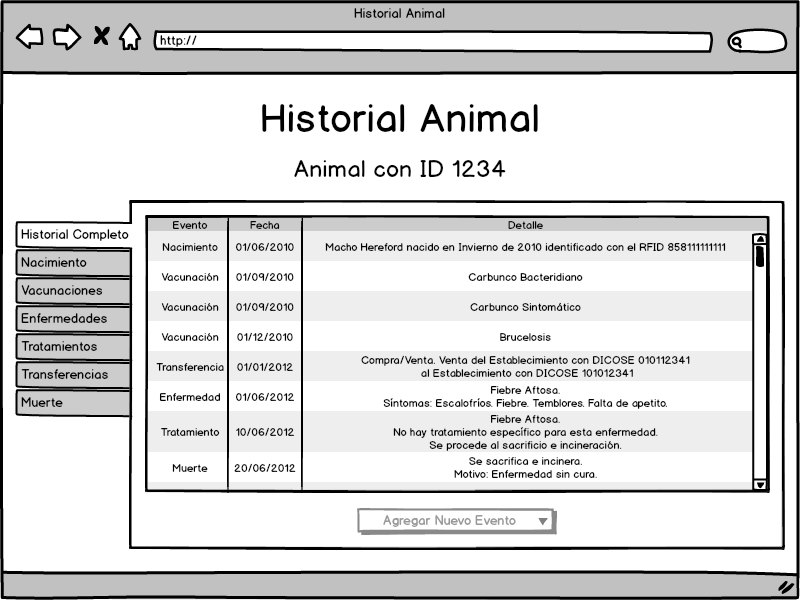 Historial Animal
http://
Historial Animal
Animal con ID 1234
Historial Completo
Nacimiento
Vacunaciones
Enfermedades
Tratamientos
Transferencias
Muerte
Evento Fecha Detalle
Nacimiento 01/06/2010 Macho Hereford nacido en Invierno de 2010 identificado con el RFID 858111111111
Vacunación 01/09/2010 Carbunco Bacteridiano
Vacunación 01/09/2010 Carbunco Sintomático
Vacunación 01/12/2010 Brucelosis
Transferencia 01/01/2012 Compra/Venta. Venta del Establecimiento con DICOSE 010112341
al Establecimiento con DICOSE 101012341
Enfermedad 01/06/2012 Fiebre Aftosa.
Síntomas: Escalofríos. Fiebre. Temblores. Falta de apetito.
Tratamiento 10/06/2012 Fiebre Aftosa.
No hay tratamiento específico para esta enfermedad.
Se procede al sacrificio e incineración.
Muerte 20/06/2012 Se sacrifica e incinera.
Motivo: Enfermedad sin cura.
Agregar Nuevo Evento